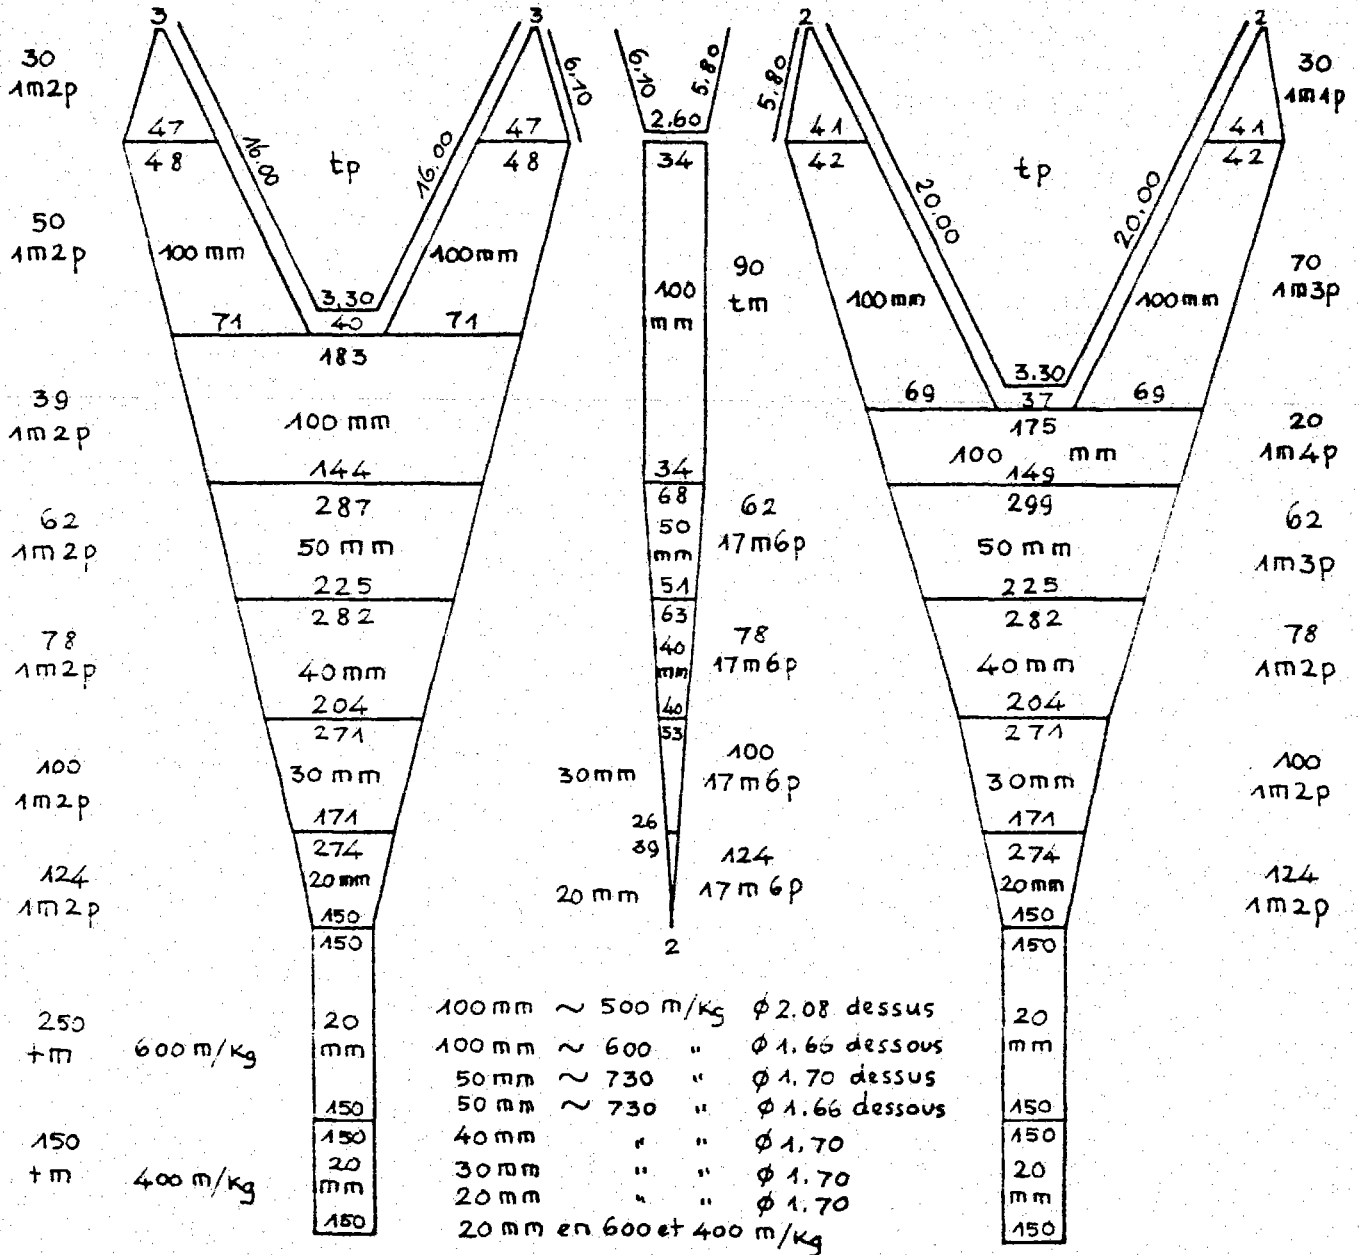 3 3 2 2
30
1m2p
6,10
6,10
5.80
5.80
30
1m1p
47 47
2.60
41 41
48 48
34
42 42
16.00
tp
16.00
20.00
tp
20,00
50
1m2p
100 mm
100mm
100
mm
90
tm
100mm
100mm
70
1m3p
3,30
71 40 71
183
3.30
69 37 69
175
39
1m2p
100 mm
144
34
100 mm
149
20
1m4p
62
1m2p
287
50 mm
225
68
50
mm
51
62
17m6p
299
50 mm
225
62
1m3p
78
1m2p
282
40mm
204
63
40
mm
40
78
17m6p
282
40mm
204
78
1m2p
100
1m2p
271
30 mm
171
53
30mm
26
100
17m6p
271
30mm
171
100
1m2p
124
1m2p
274
20mm
150
39
20 mm
2
124
17m6p
274
20mm
150
124
1m2p
150
250
tm
600 m/Kg
20
mm
150
150
20
mm
150
150
tm
400 m/Kg
150
20
mm
150
150
20
mm
150
100mm ~ 500 m/Kg ϕ 2.08 dessus
100mm ~ 600 " ϕ 1.66 dessous
50mm ~ 730 " ϕ 1.70 dessus
50 mm ~ 730 " ϕ 1.66 dessous
40mm " " ϕ 1.70
30mm " " ϕ 1.70
20mm " " ϕ 1.70
20 mm en 600 et 400 m/Kg